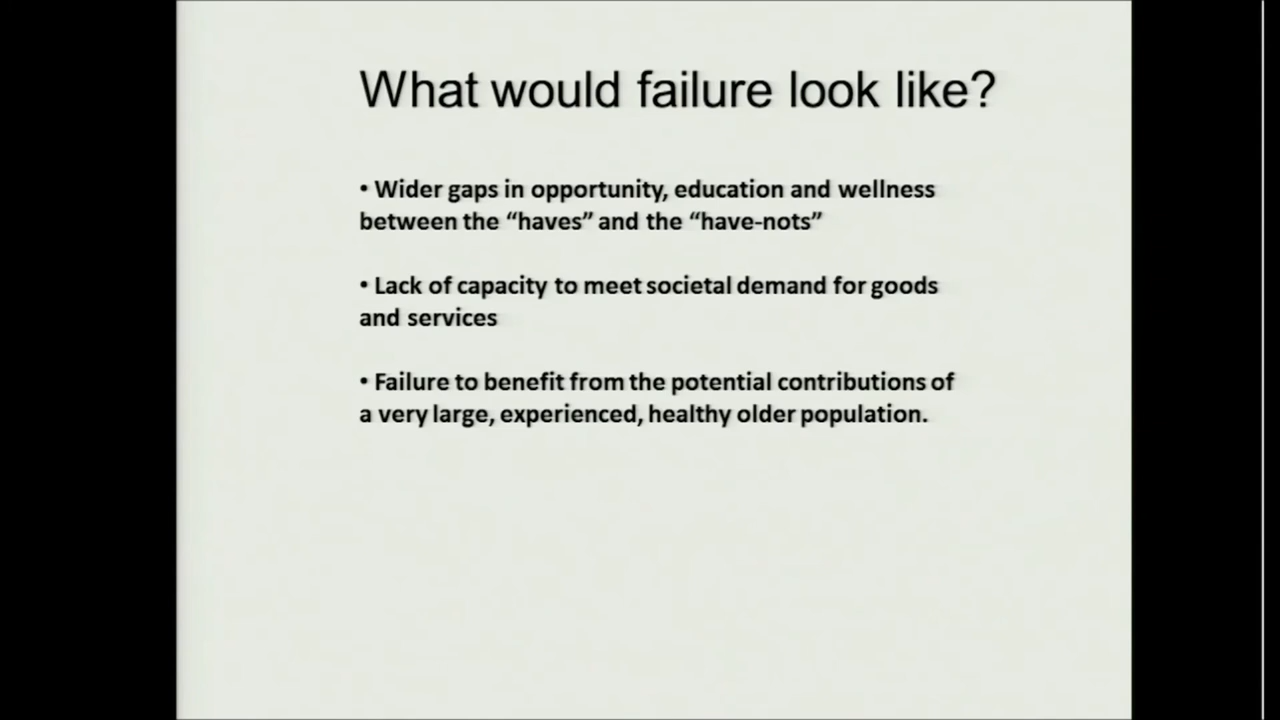 What would failure look like?
• Wider gaps in opportunity, education and wellness
between the “haves” and the “have-nots”
• Lack of capacity to meet societal demand for goods
and services
• Failure to benefit from the potential contributions of
a very large, experienced, healthy older population.